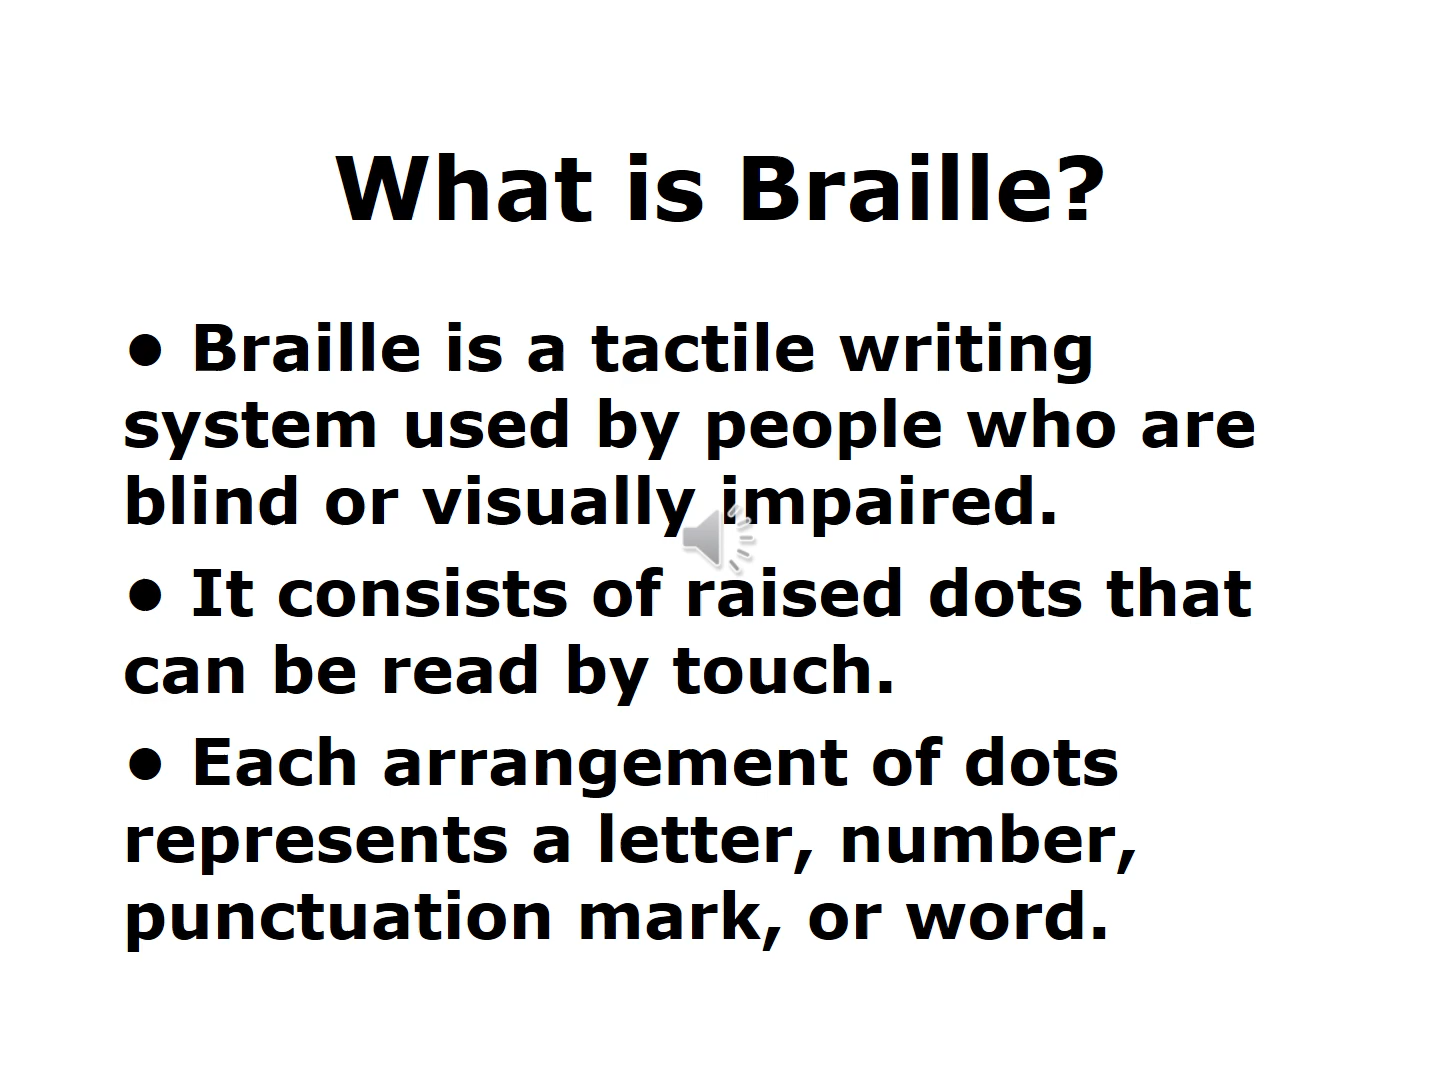 What is Braille?
● Braille is a tactile writing
system used by people who are
blind or visually impaired.
● It consists of raised dots that
can be read by touch.
● Each arrangement of dots
represents a letter, number,
punctuation mark, or word.